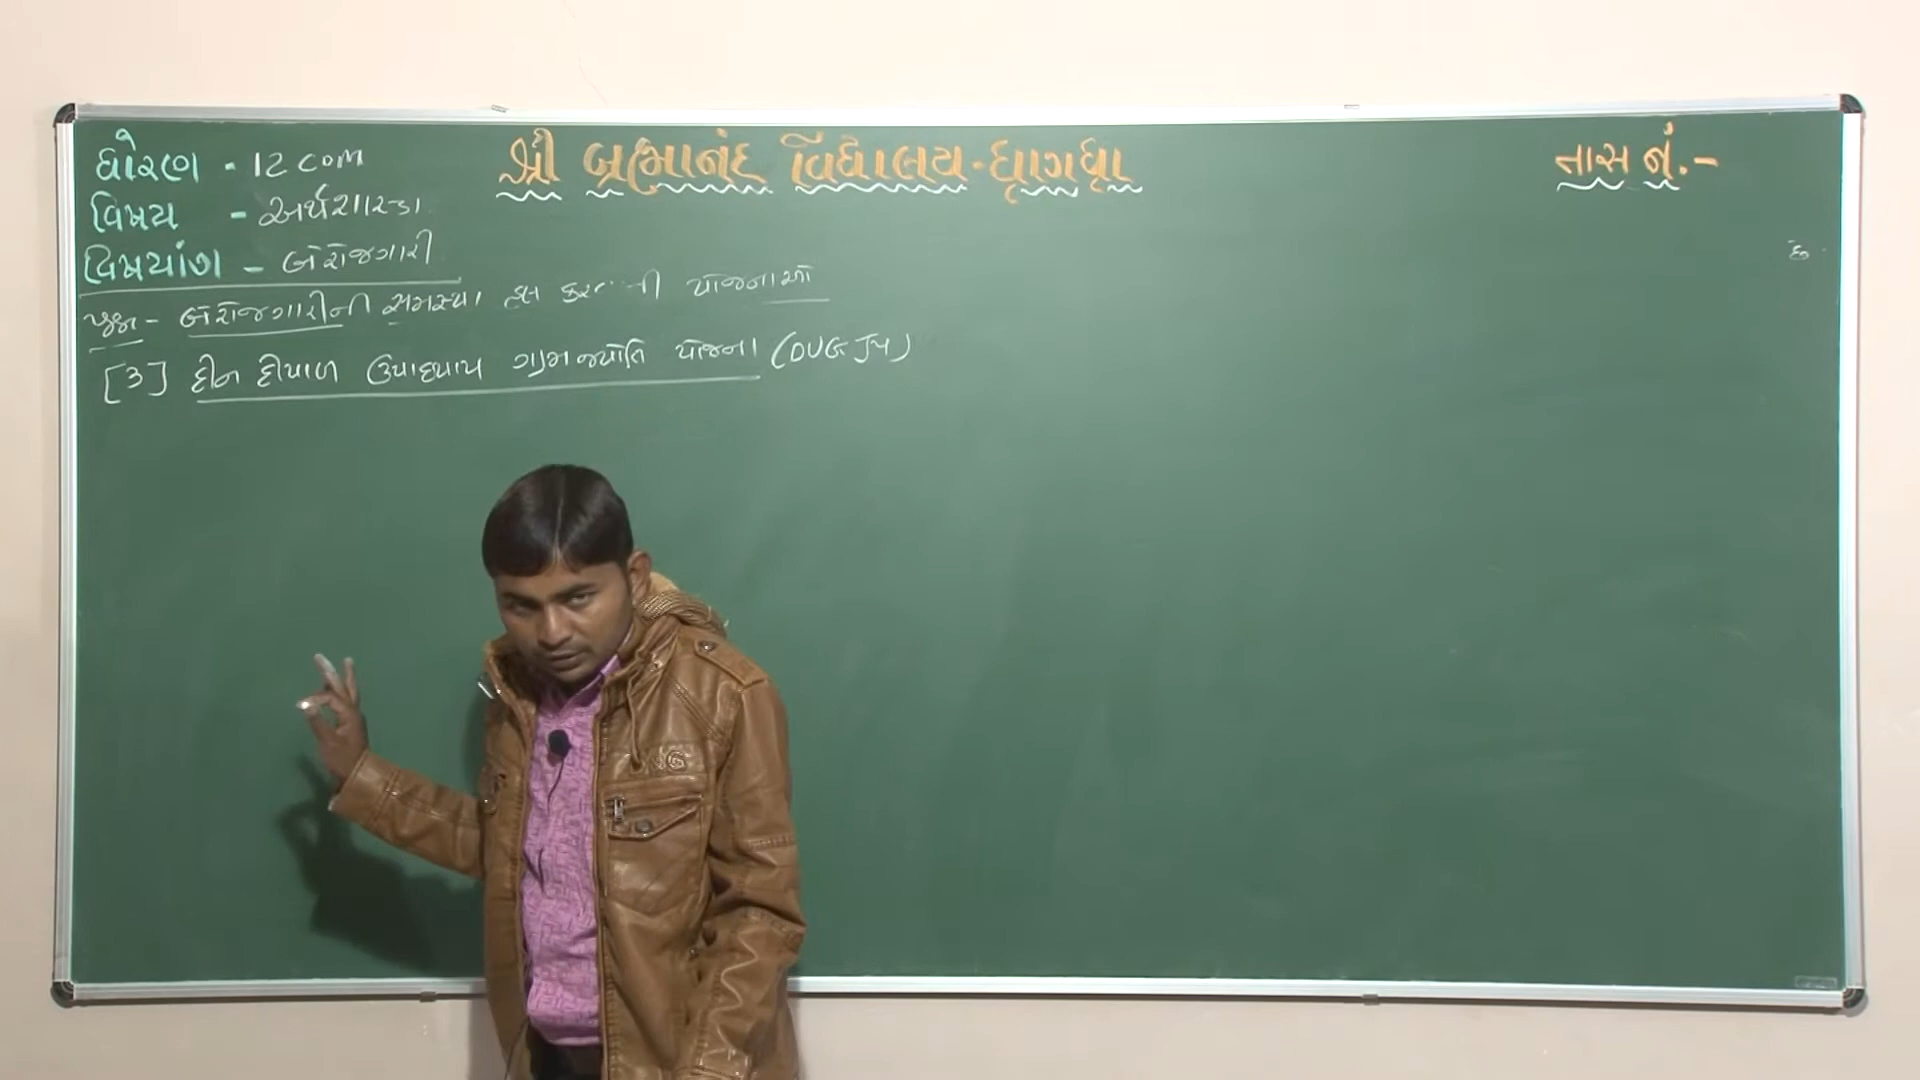 શ્રી બ્રહ્માનંદ વિદ્યાલય-ધ્રાંગધ્રા
તાસ નં.-
ધોરણ - 12 com
વિષય - અર્થશાસ્ત્ર
વિષયાંગ - બેરોજગારી
પ્રશ્ન - બેરોજગારીની સમસ્યા હલ કરવાની યોજનાઓ
[3] દીન દયાળ ઉપાધ્યાય ગ્રામજ્યોતિ યોજના (DUGJY)